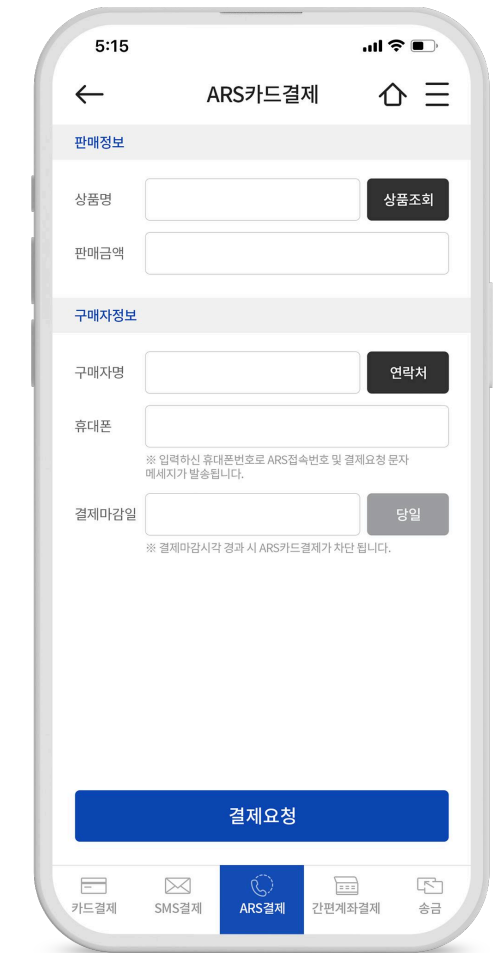 5:15
ARS카드결제
판매정보
상품명
상품조회
판매금액
구매자정보
구매자명
연락처
휴대폰
※ 입력하신 휴대폰번호로 ARS접속번호 및 결제요청 문자
메세지가 발송됩니다.
결제마감일
당일
※ 결제마감시각 경과 시 ARS카드결제가 차단 됩니다.
결제요청
카드결제
SMS결제
ARS결제
간편계좌결제
송금